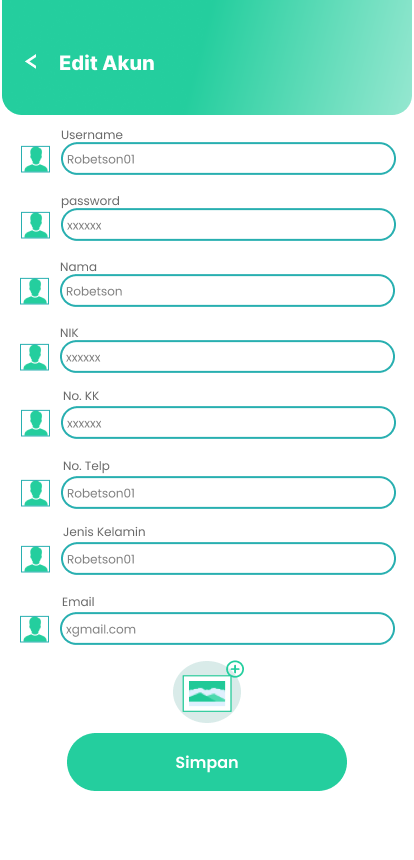 < Edit Akun
Username
Robetson01
password
xxxxxx
Nama
Robetson
NIK
xxxxxx
No. KK
xxxxxx
No. Telp
Robetson01
Jenis Kelamin
Robetson01
Email
xgmail.com
Simpan